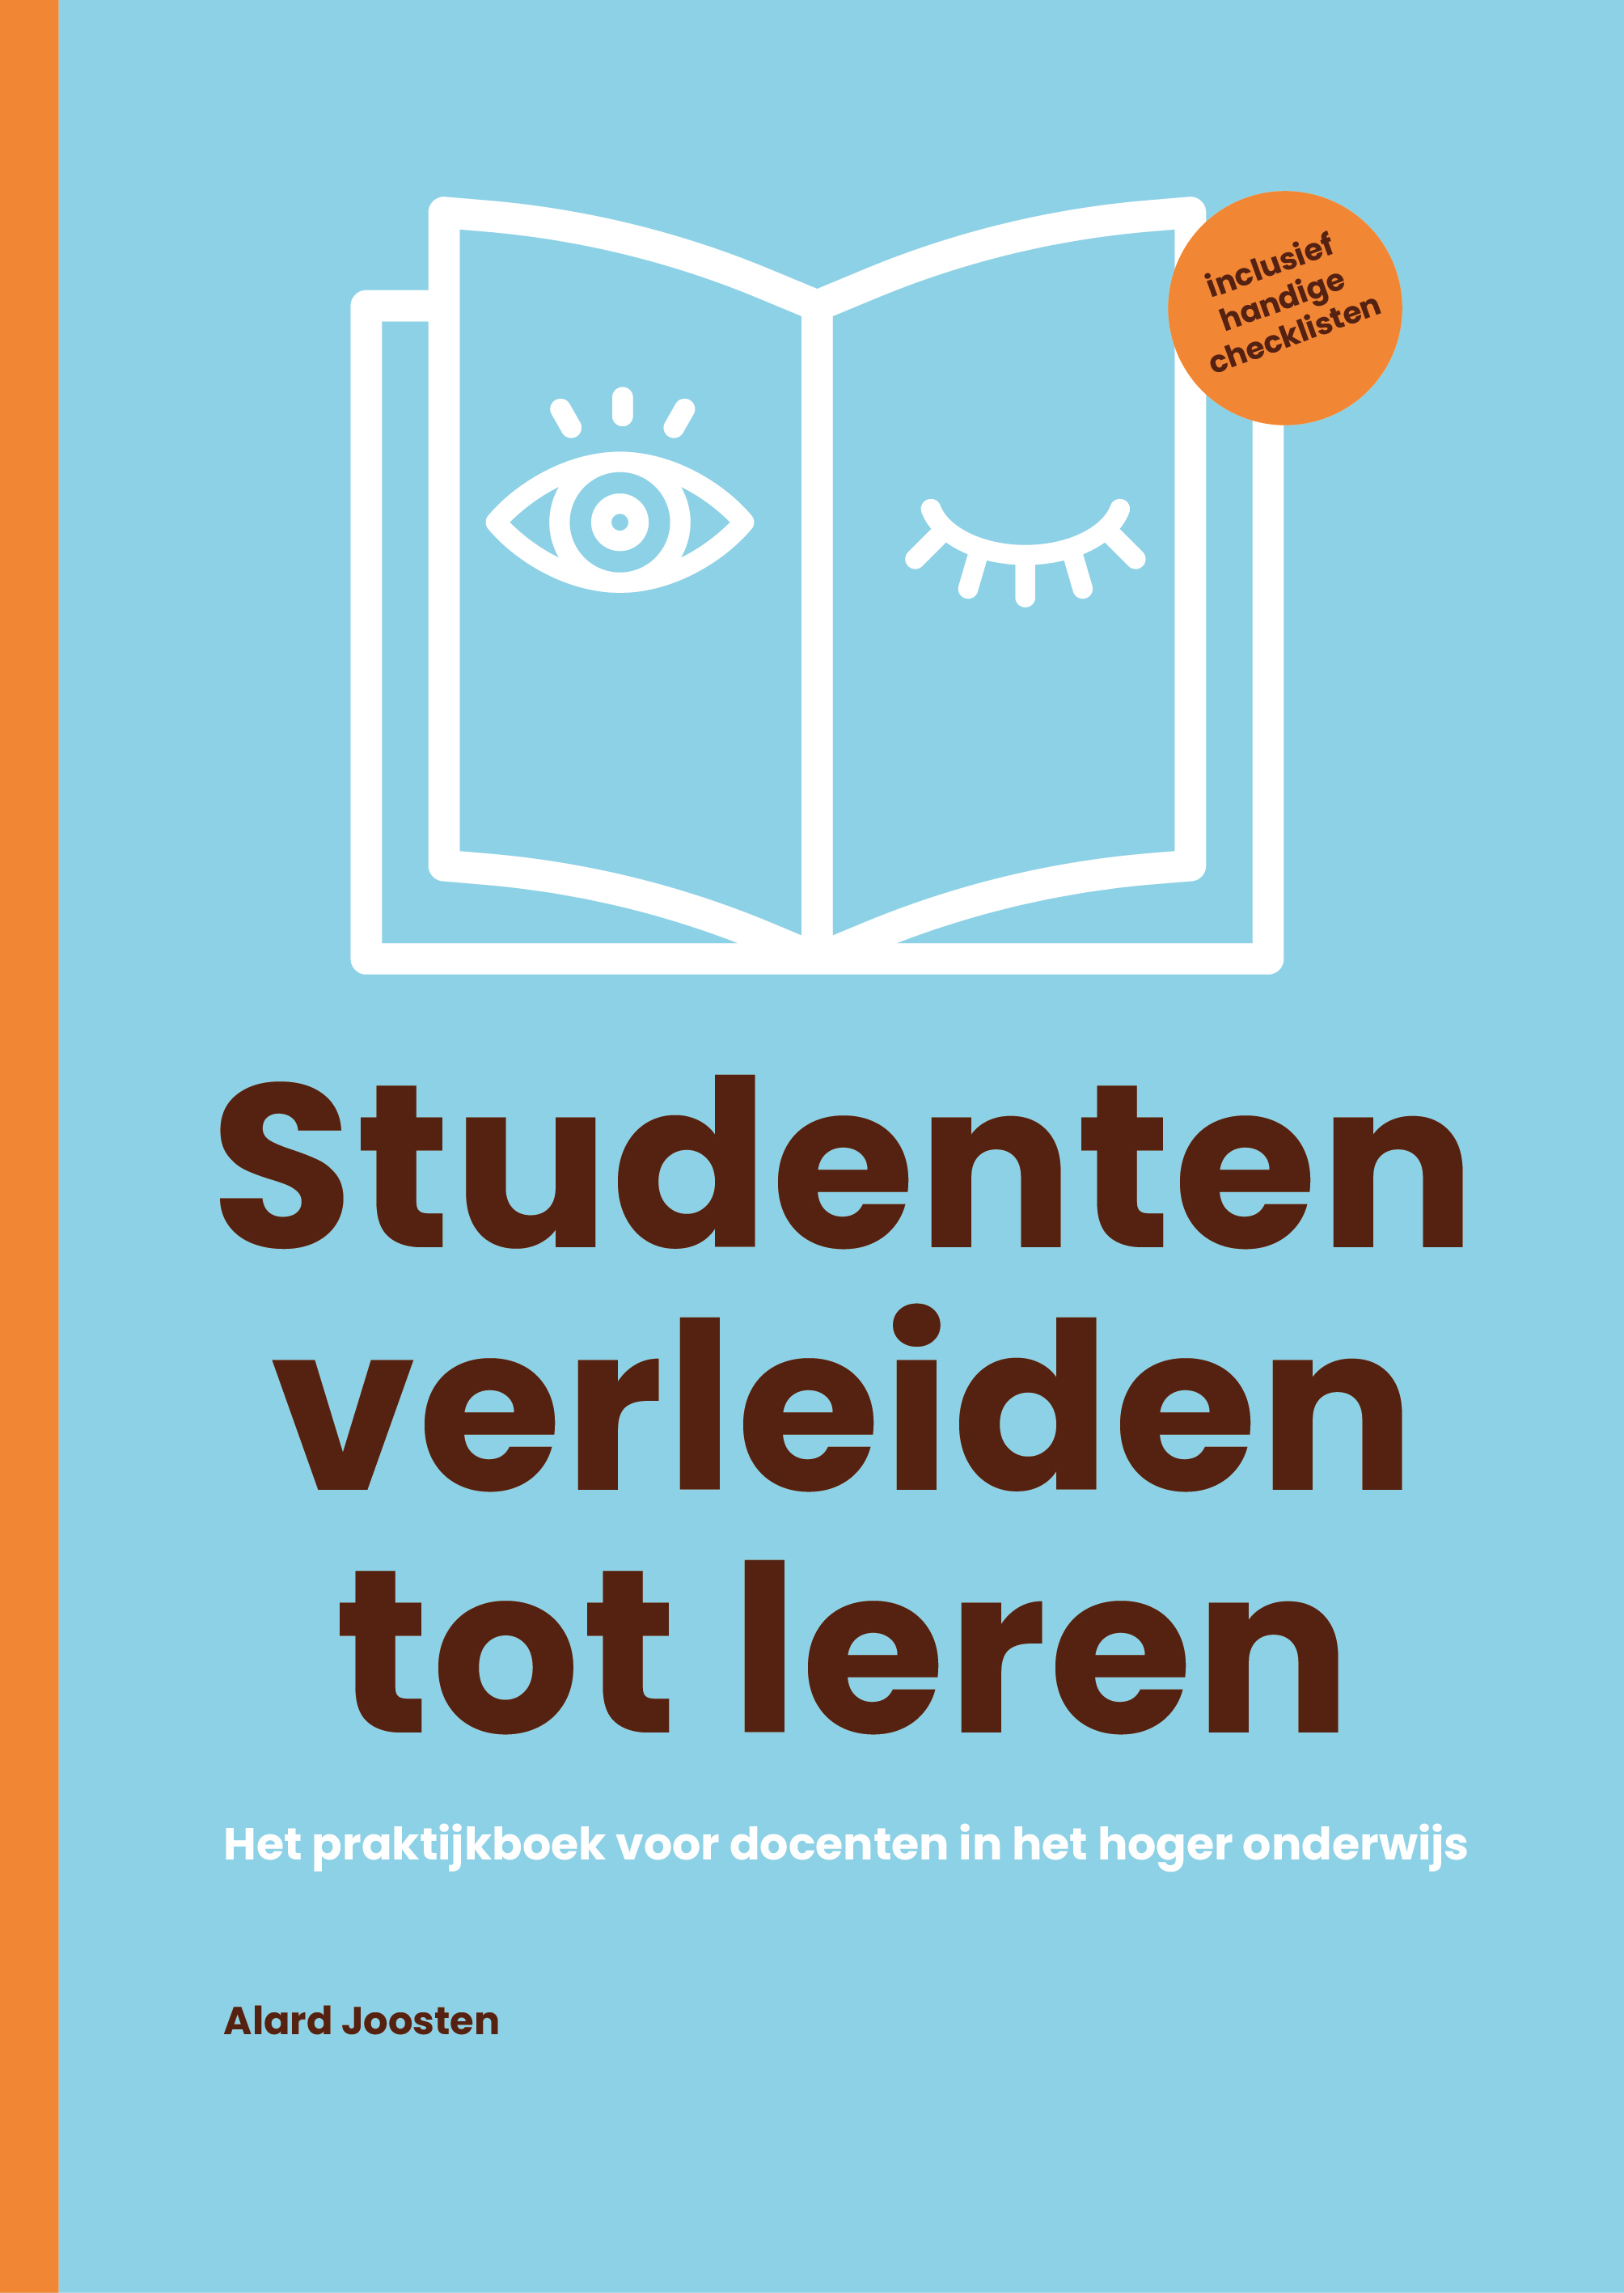 inclusief
handige
checklisten
Studenten
verleiden
tot leren
Het praktijkboek voor docenten in het hoger onderwijs
Alard Joosten